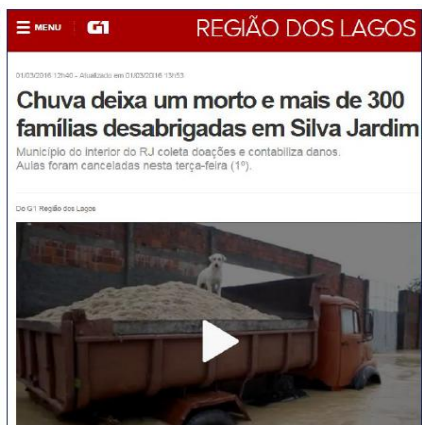 MENU G1 REGIÃO DOS LAGOS
01/03/2016 12h40 - Atualizado em 01/03/2016 13h53
Chuva deixa um morto e mais de 300
famílias desabrigadas em Silva Jardim
Município do interior do RJ coleta doações e contabiliza danos.
Aulas foram canceladas nesta terça-feira (1º).
Do G1 Região dos Lagos